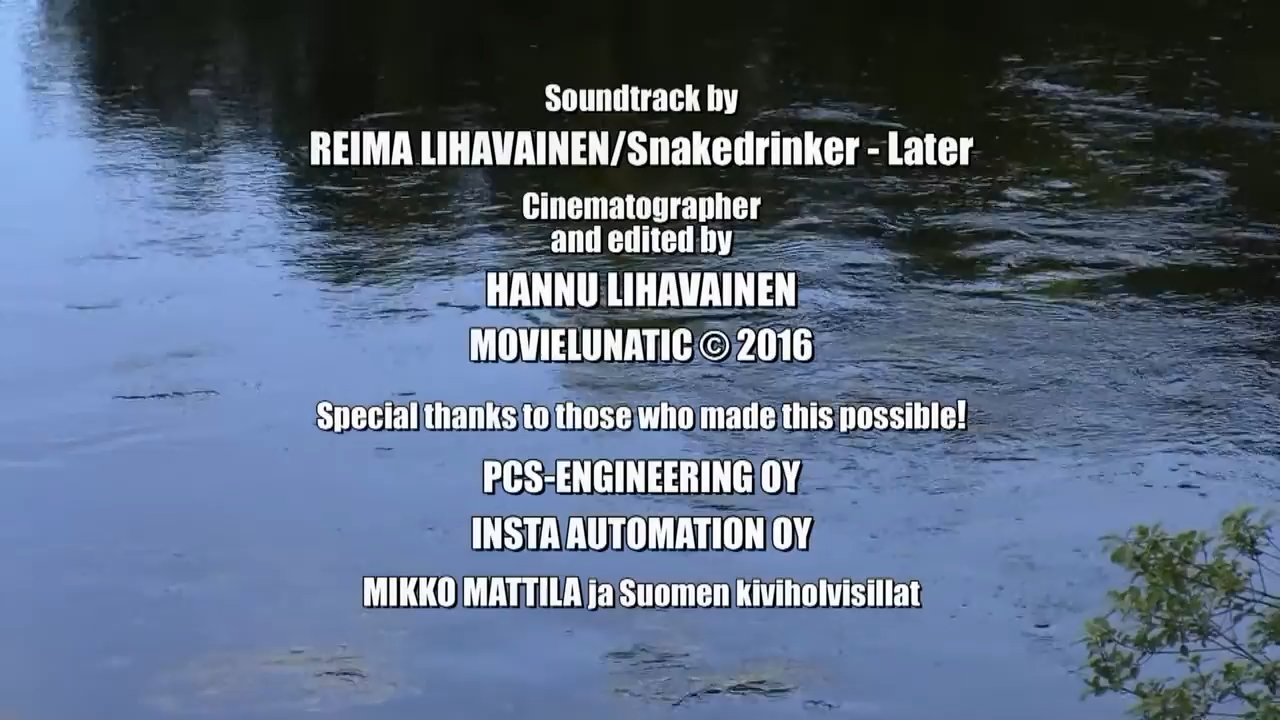 Soundtrack by
REIMA LIHAVAINEN/Snakedrinker - Later
Cinematographer
and edited by
HANNU LIHAVAINEN
MOVIELUNATIC © 2016
Special thanks to those who made this possible!
PCS-ENGINEERING OY
INSTA AUTOMATION OY
MIKKO MATTILA ja Suomen kiviholvisillat